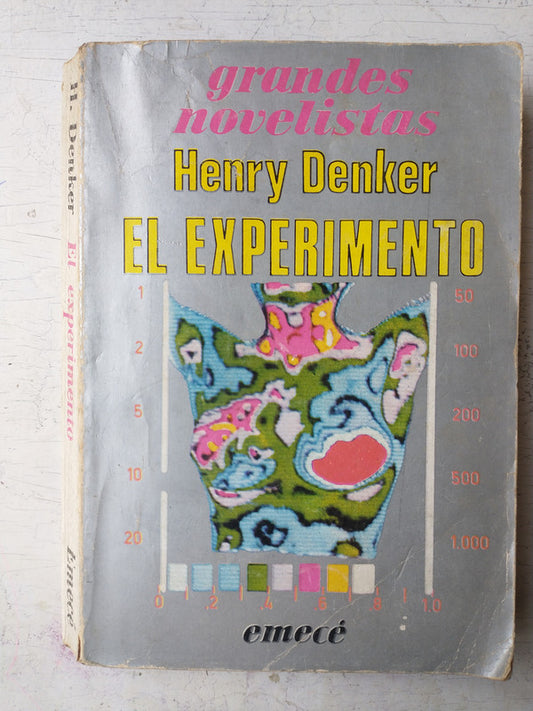 grandes
novelistas
Henry Denker
EL EXPERIMENTO
1 50
2 100
5 200
10 500
20 1.000
0 .2 .4 .6 .8 1.0
emecé
H. Denker El experimento Emecé